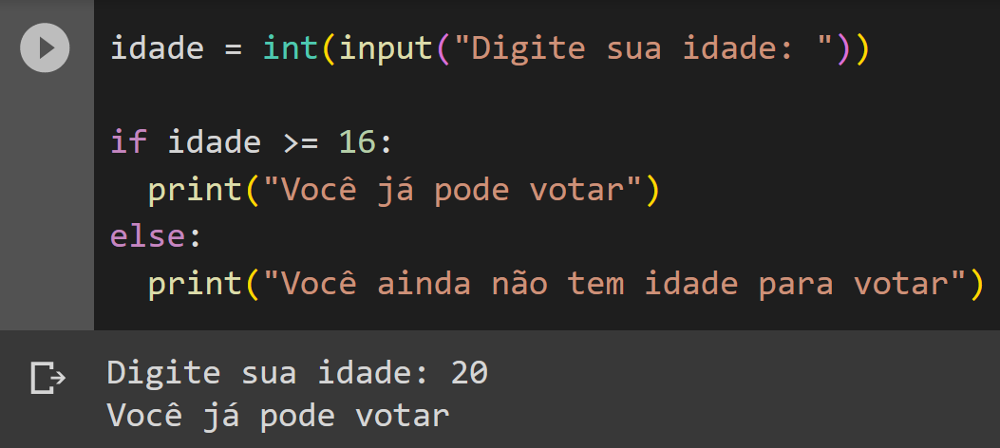 idade = int(input("Digite sua idade: "))
if idade >= 16:
  print("Você já pode votar")
else:
  print("Você ainda não tem idade para votar")
Digite sua idade: 20
Você já pode votar